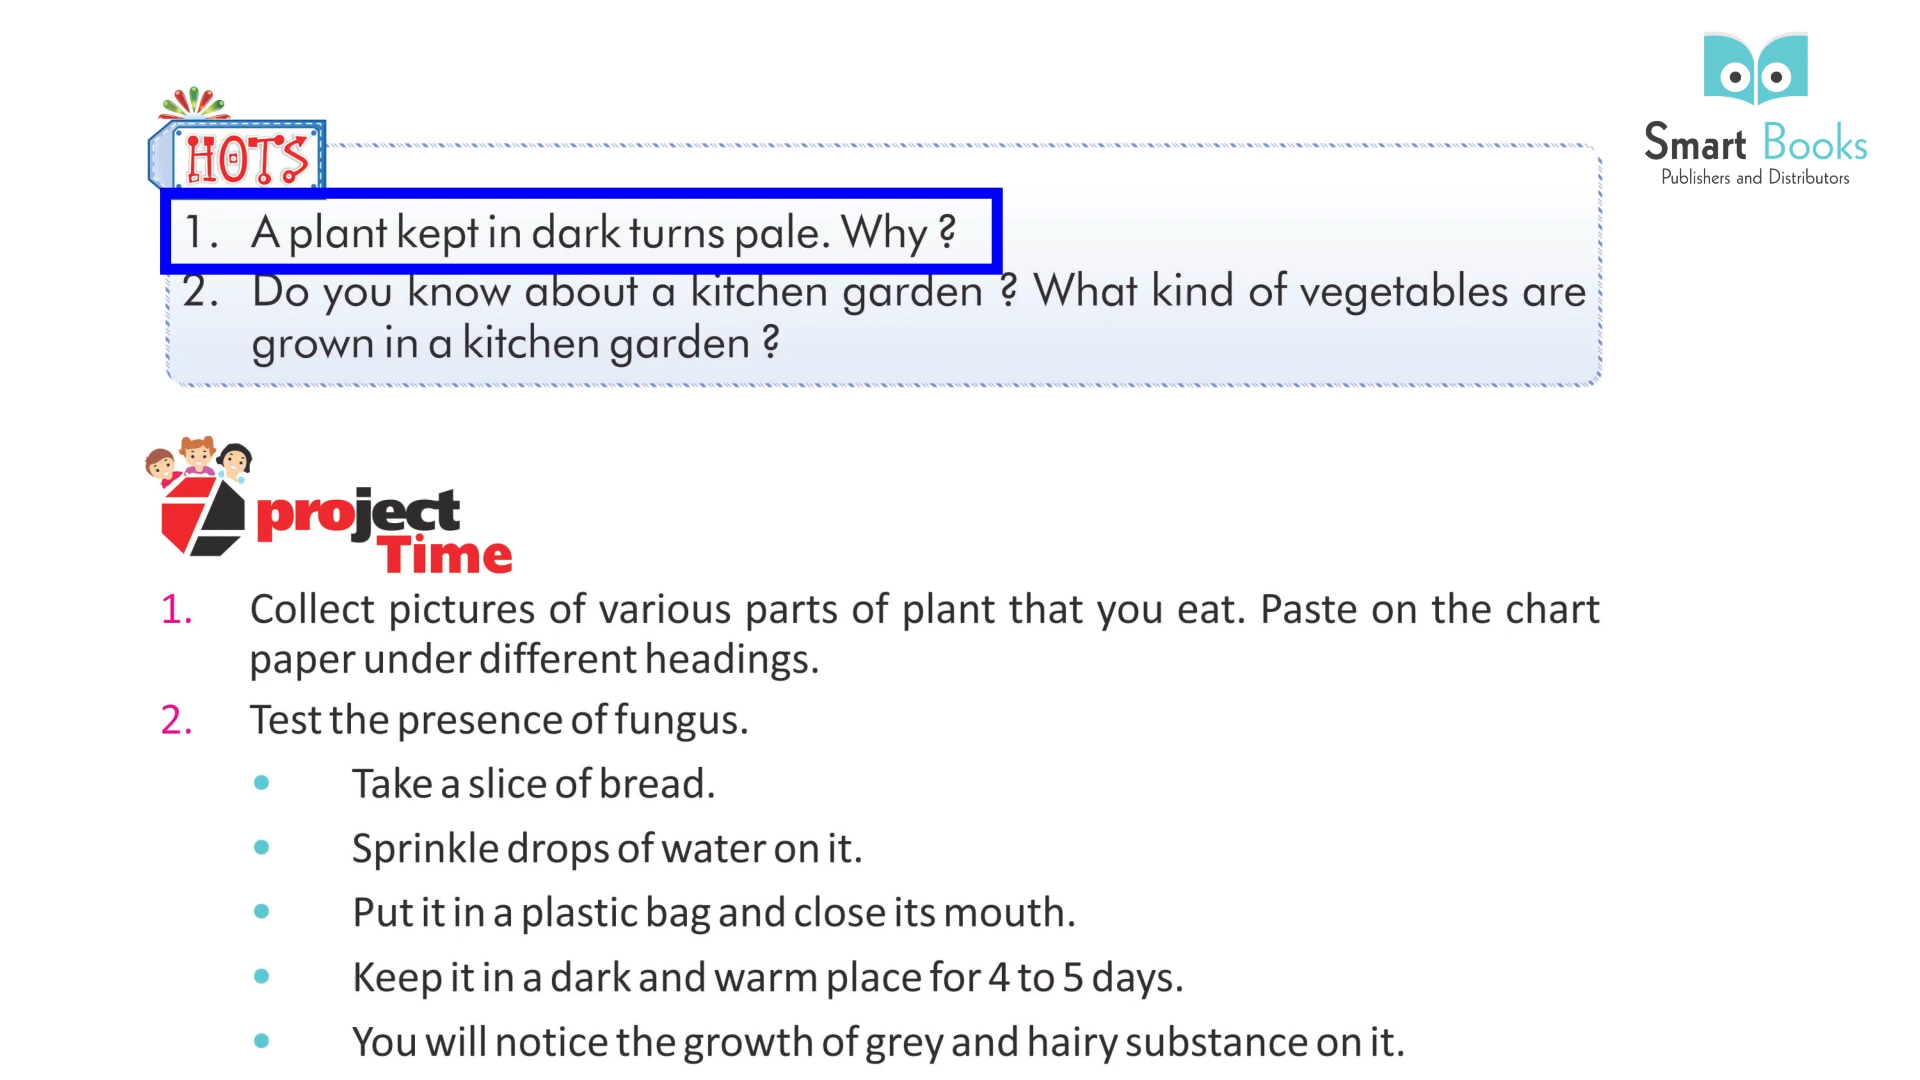 Smart Books
Publishers and Distributors
HOTS
1. A plant kept in dark turns pale. Why ?
2. Do you know about a kitchen garden ? What kind of vegetables are
grown in a kitchen garden ?
project
Time
1. Collect pictures of various parts of plant that you eat. Paste on the chart
paper under different headings.
2. Test the presence of fungus.
• Take a slice of bread.
• Sprinkle drops of water on it.
• Put it in a plastic bag and close its mouth.
• Keep it in a dark and warm place for 4 to 5 days.
• You will notice the growth of grey and hairy substance on it.